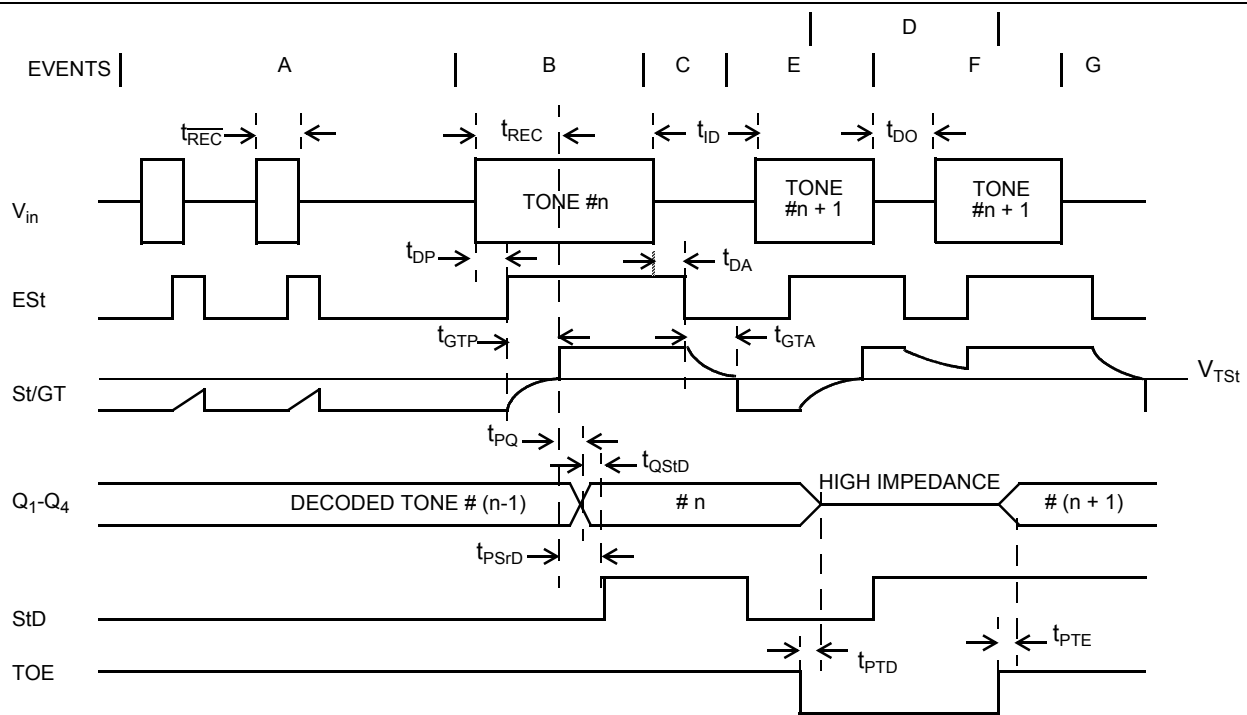 D
EVENTS A B C E F G
tREC tREC tID tDO
Vin TONE #n TONE #n + 1 TONE #n + 1
tDP tDA
ESt
tGTP tGTA
VTSt
St/GT
tPQ
tQStD
HIGH IMPEDANCE
Q1-Q4 DECODED TONE # (n-1) # n # (n + 1)
tPSrD
StD
tPTE
tPTD
TOE